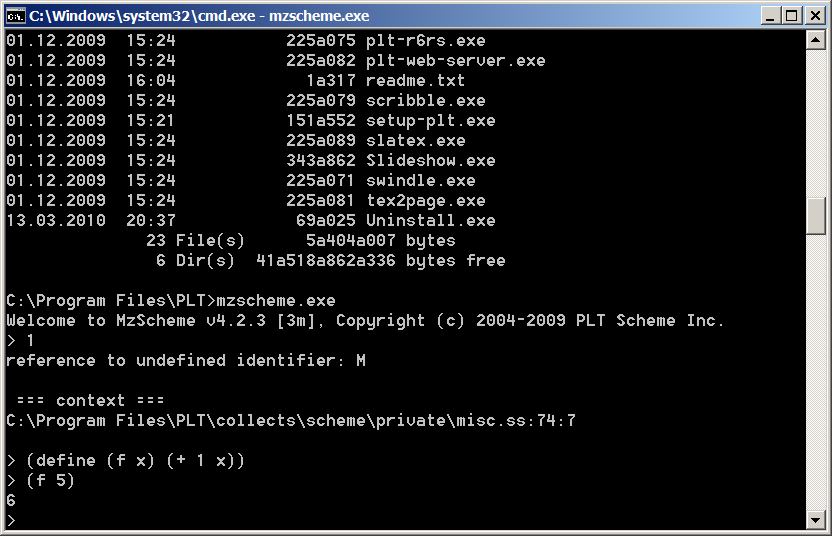 C:\Windows\system32\cmd.exe - mzscheme.exe
01.12.2009  15:24           225a075 plt-r6rs.exe
01.12.2009  15:24           225a082 plt-web-server.exe
01.12.2009  16:04             1a317 readme.txt
01.12.2009  15:24           225a079 scribble.exe
01.12.2009  15:21           151a552 setup-plt.exe
01.12.2009  15:24           225a089 slatex.exe
01.12.2009  15:24           343a862 Slideshow.exe
01.12.2009  15:24           225a071 swindle.exe
01.12.2009  15:24           225a081 tex2page.exe
13.03.2010  20:37            69a025 Uninstall.exe
              23 File(s)      5a404a007 bytes
               6 Dir(s)  41a518a862a336 bytes free
C:\Program Files\PLT>mzscheme.exe
Welcome to MzScheme v4.2.3 [3m], Copyright (c) 2004-2009 PLT Scheme Inc.
> 1
reference to undefined identifier: M
 === context ===
C:\Program Files\PLT\collects\scheme\private\misc.ss:74:7
> (define (f x) (+ 1 x))
> (f 5)
6
>